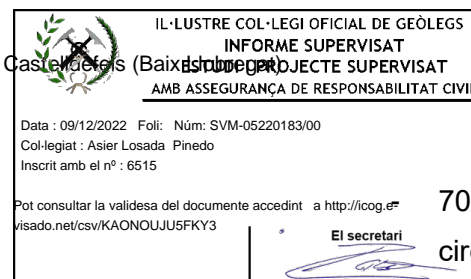 IL·LUSTRE COL·LEGI OFICIAL DE GEÒLEGS
INFORME SUPERVISAT
Castelldefels (Baix Llobregat).
ESTUDI - PROJECTE SUPERVISAT
AMB ASSEGURANÇA DE RESPONSABILITAT CIVIL
Data : 09/12/2022 Foli: Núm: SVM-05220183/00
Col·legiat : Asier Losada Pinedo
Inscrit amb el nº : 6515
Pot consultar la validesa del documente accedint a http://icog.e-
visado.net/csv/KAONOUJU5FKY3
70
El secretari